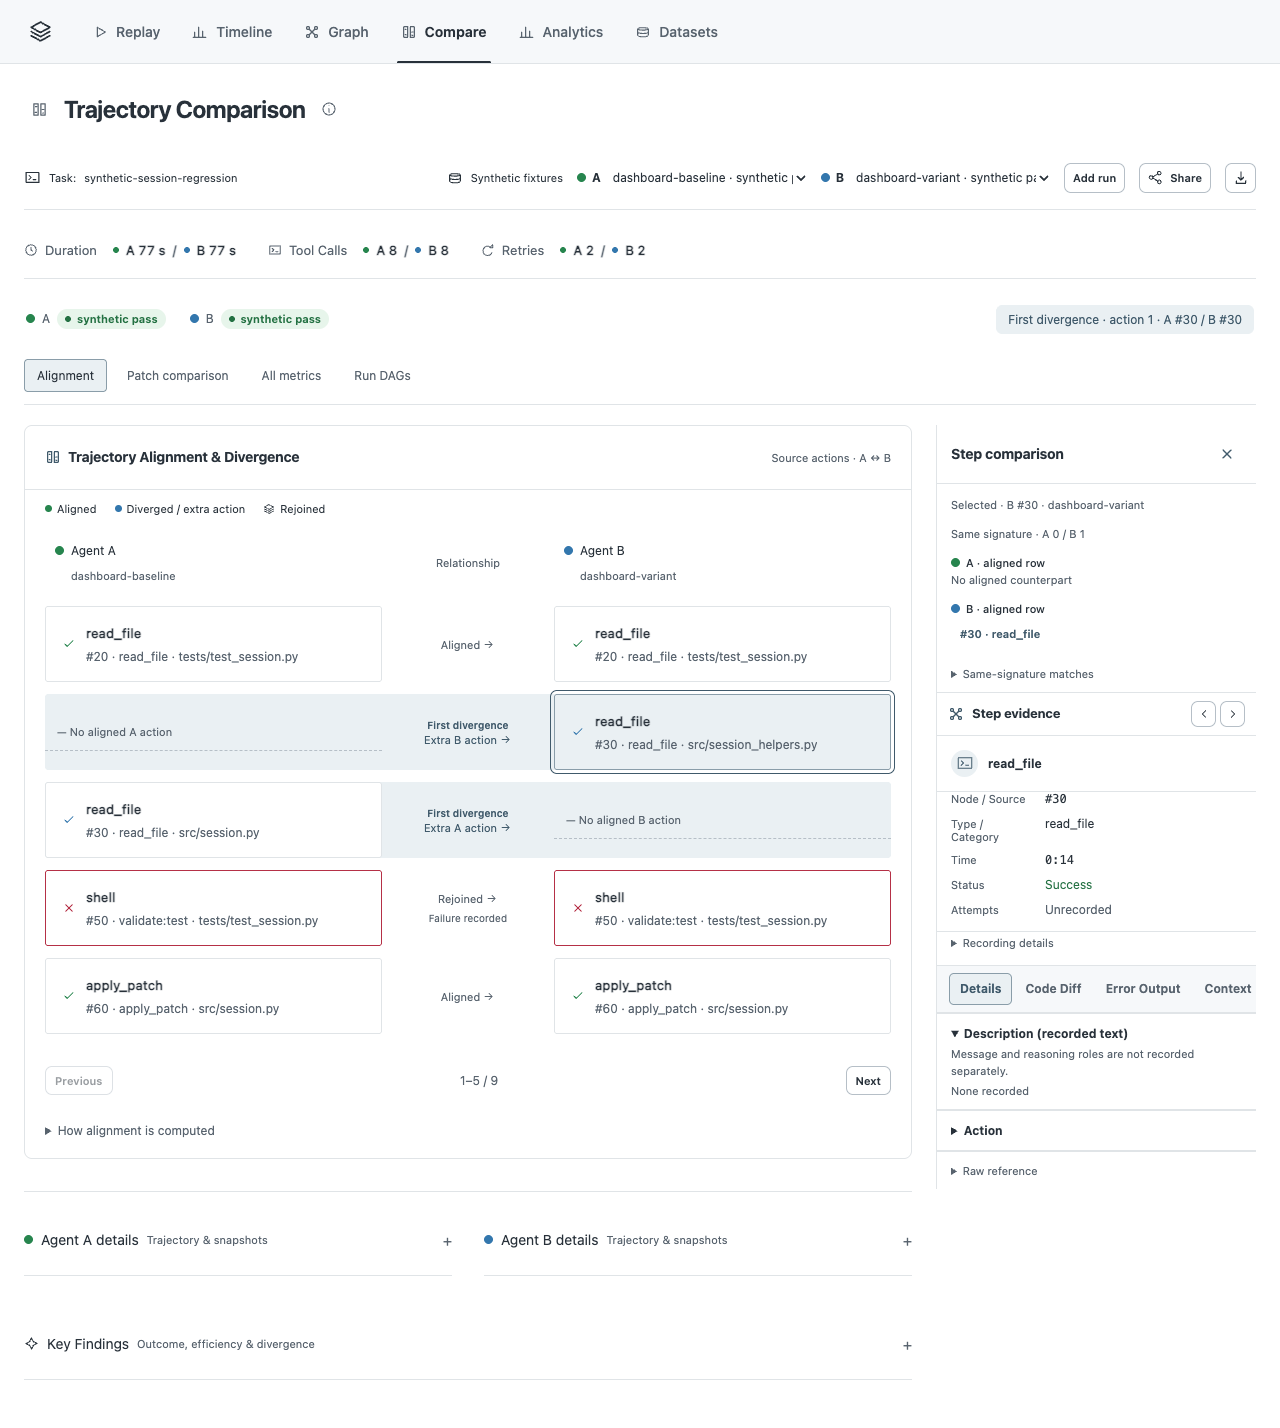 Replay
Timeline
Graph
Compare
Analytics
Datasets
Trajectory Comparison
Task: synthetic-session-regression
Synthetic fixtures
A dashboard-baseline · synthetic
B dashboard-variant · synthetic pa
Add run
Share
Duration A 77 s / B 77 s
Tool Calls A 8 / B 8
Retries A 2 / B 2
A synthetic pass
B synthetic pass
First divergence · action 1 · A #30 / B #30
Alignment
Patch comparison
All metrics
Run DAGs
Trajectory Alignment & Divergence
Source actions · A ↔ B
Aligned
Diverged / extra action
Rejoined
Agent A
dashboard-baseline
Relationship
Agent B
dashboard-variant
read_file
#20 · read_file · tests/test_session.py
Aligned →
read_file
#20 · read_file · tests/test_session.py
— No aligned A action
First divergence
Extra B action →
read_file
#30 · read_file · src/session_helpers.py
read_file
#30 · read_file · src/session.py
First divergence
Extra A action →
— No aligned B action
shell
#50 · validate:test · tests/test_session.py
Rejoined →
Failure recorded
shell
#50 · validate:test · tests/test_session.py
apply_patch
#60 · apply_patch · src/session.py
Aligned →
apply_patch
#60 · apply_patch · src/session.py
Previous
1–5 / 9
Next
How alignment is computed
Step comparison
Selected · B #30 · dashboard-variant
Same signature · A 0 / B 1
A · aligned row
No aligned counterpart
B · aligned row
#30 · read_file
Same-signature matches
Step evidence
read_file
Node / Source #30
Type /
Category
read_file
Time 0:14
Status Success
Attempts Unrecorded
Recording details
Details
Code Diff
Error Output
Context
Description (recorded text)
Message and reasoning roles are not recorded
separately.
None recorded
Action
Raw reference
Agent A details Trajectory & snapshots +
Agent B details Trajectory & snapshots +
Key Findings Outcome, efficiency & divergence +